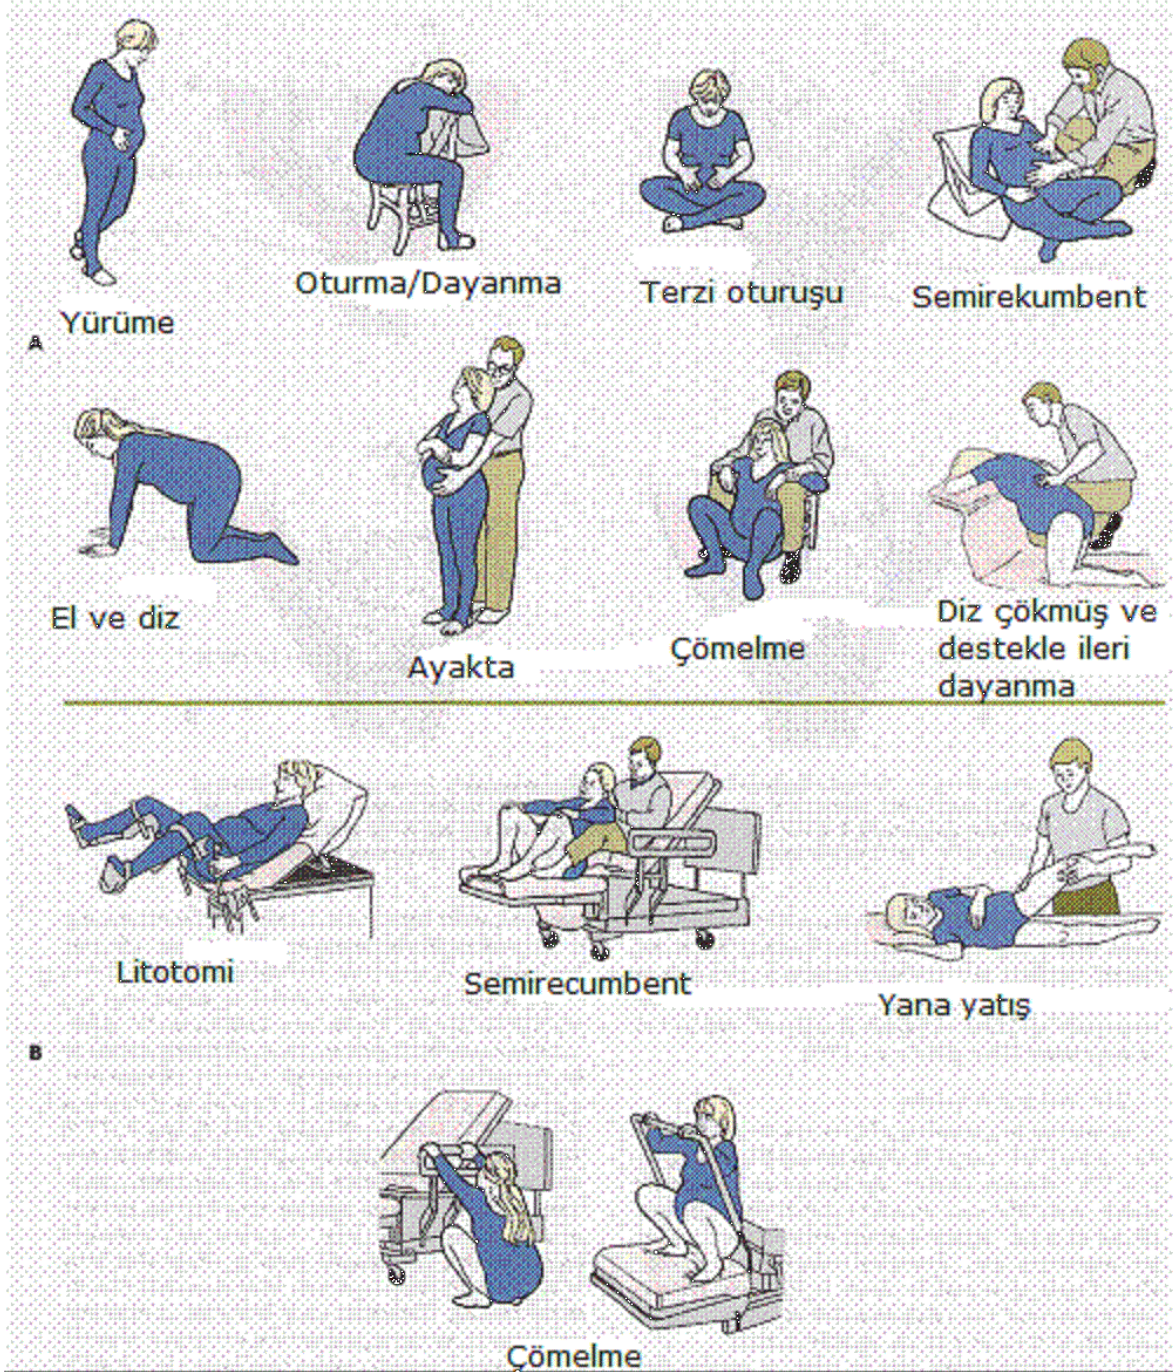 Yürüme
Oturma/Dayanma
Terzi oturuşu
Semirekumbent
A
El ve diz
Ayakta
Çömelme
Diz çökmüş ve
destekle ileri
dayanma
Litotomi
Semirecumbent
Yana yatış
B
Çömelme